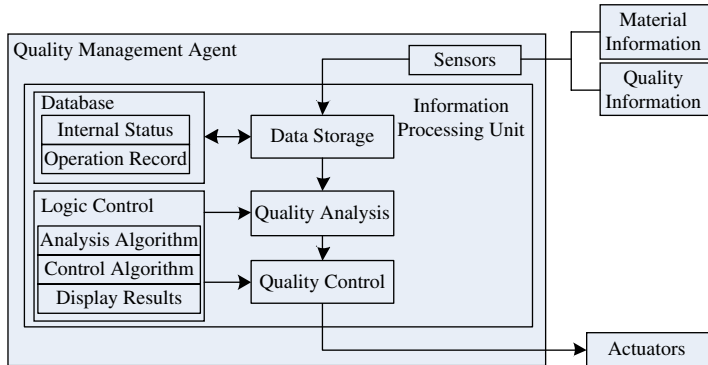 Material
Information
Quality Management Agent
Sensors
Quality
Information
Database
Information
Processing Unit
Internal Status
Data Storage
Operation Record
Logic Control
Quality Analysis
Analysis Algorithm
Control Algorithm
Quality Control
Display Results
Actuators